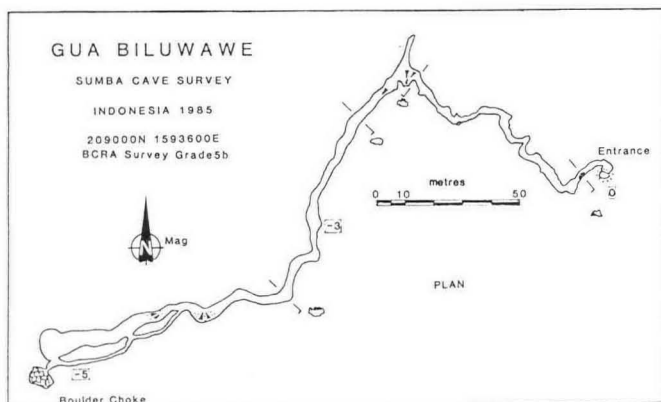 GUA BILUWAWE
SUMBA CAVE SURVEY
INDONESIA 1985
209000N 1593600E
BCRA Survey Grade5b
Entrance
0
metres
0 10 50
-3
N
Mag
PLAN
-5
Boulder Choke